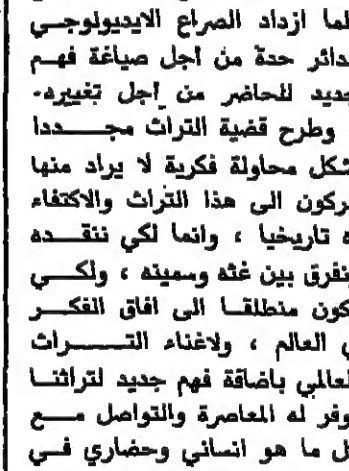 لما ازداد الصراع الايديولوجي
دائر حدة من أجل صياغة فهم
جديد للحاضر من أجل تغييره.
وطرح قضية التراث مجددا
شكل محاولة فكرية لا يراد منها
ركون الى هذا التراث والاكتفاء
ه تاريخيا ، وانما لكي ننقده
نفرق بين غثه وسمينه ، ولكي
كون منطلقا الى افاق الفكر
ي العالم ، ولاغناء التراث
لعالمي باضافة فهم جديد لتراثنا
وفر له المعاصرة والتواصل مع
ل ما هو انساني وحضاري في